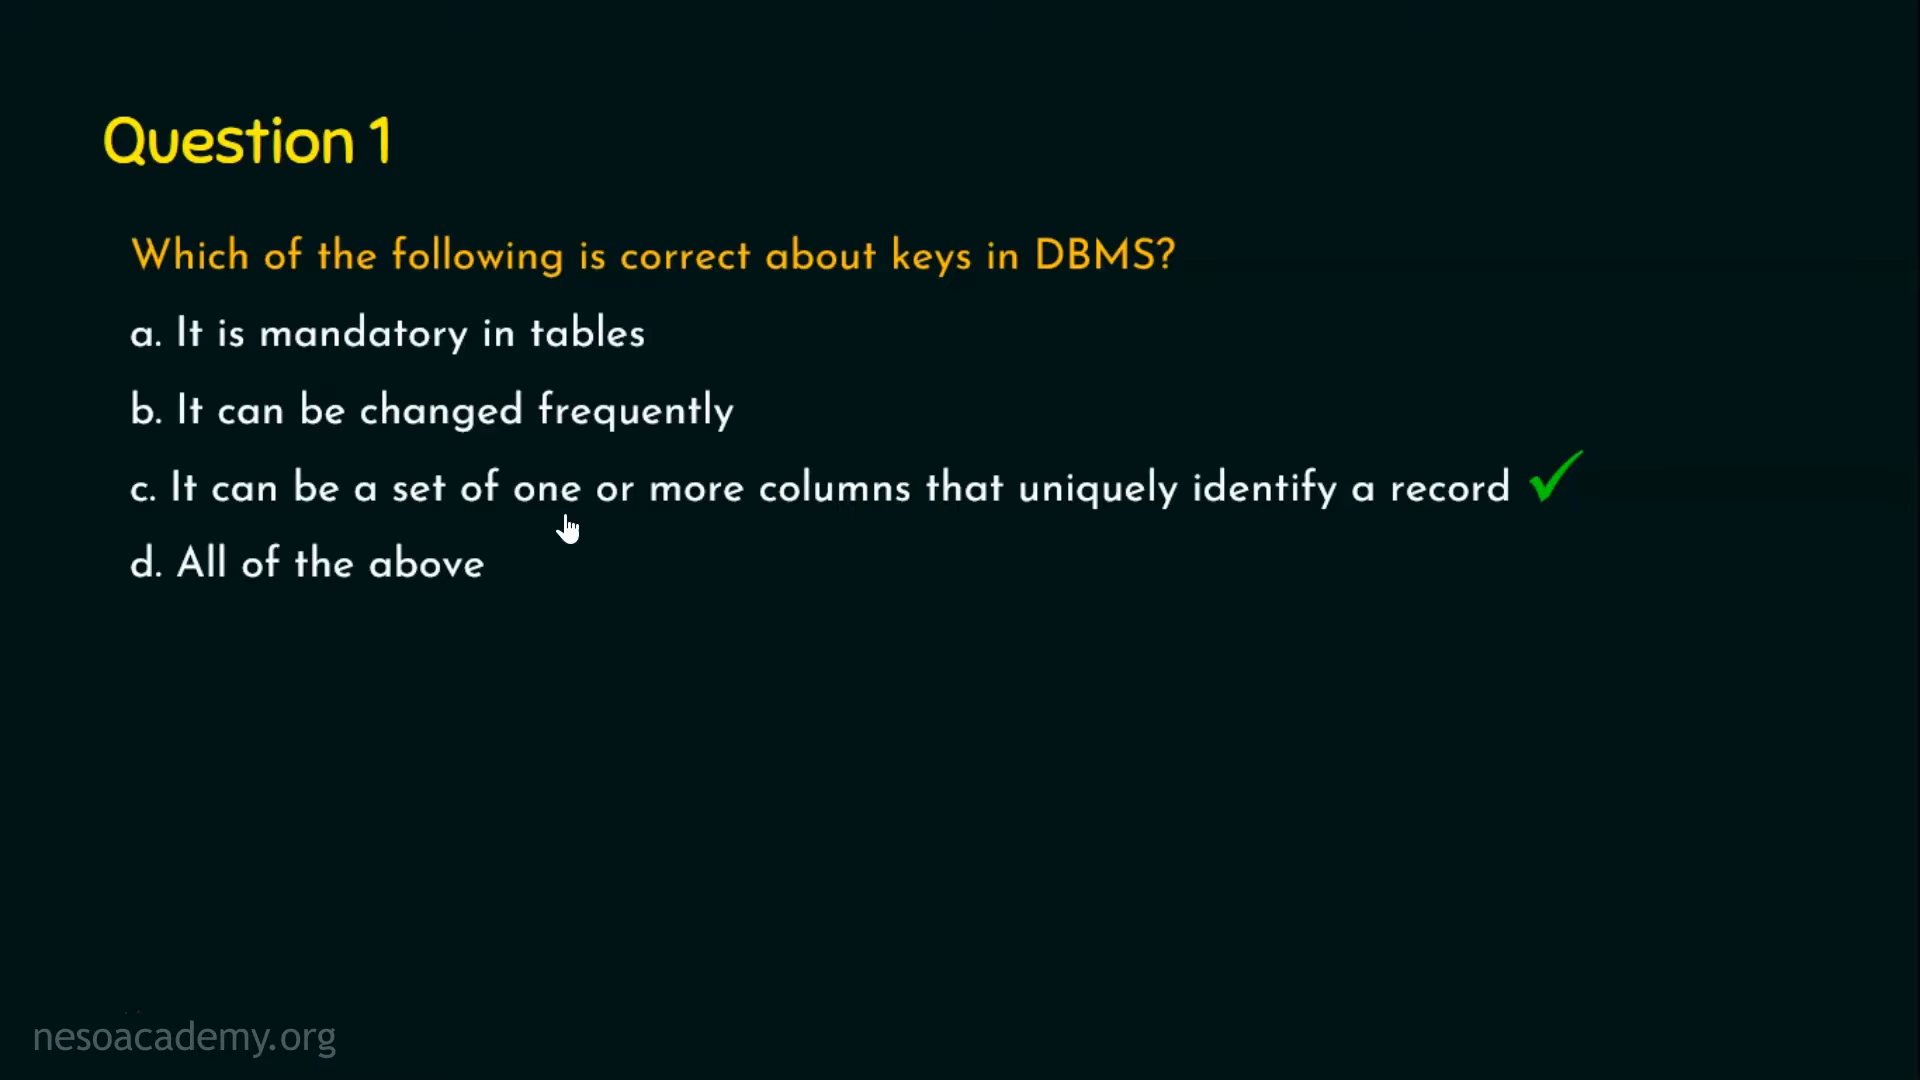 Question 1
Which of the following is correct about keys in DBMS?
a. It is mandatory in tables
b. It can be changed frequently
c. It can be a set of one or more columns that uniquely identify a record
d. All of the above
nesoacademy.org